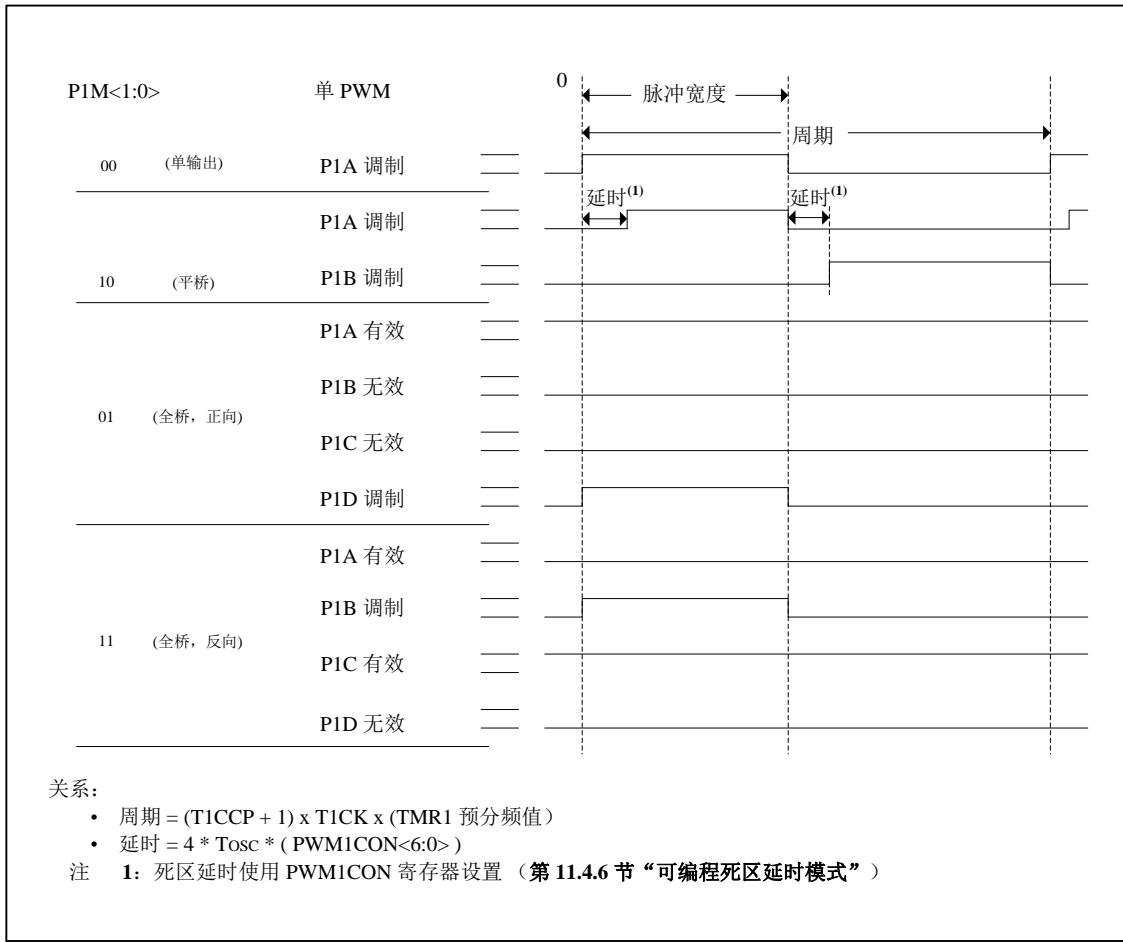 P1M<1:0> 单 PWM 0 脉冲宽度
周期
00 (单输出) P1A 调制
延时(1) 延时(1)
P1A 调制
10 (平桥) P1B 调制
P1A 有效
P1B 无效
01 (全桥，正向)
P1C 无效
P1D 调制
P1A 有效
P1B 调制
11 (全桥，反向)
P1C 有效
P1D 无效
关系：
• 周期 = (T1CCP + 1) x T1CK x (TMR1 预分频值）
• 延时 = 4 * TOSC * ( PWM1CON<6:0> )
注 1：死区延时使用 PWM1CON 寄存器设置 （第 11.4.6 节“可编程死区延时模式”）